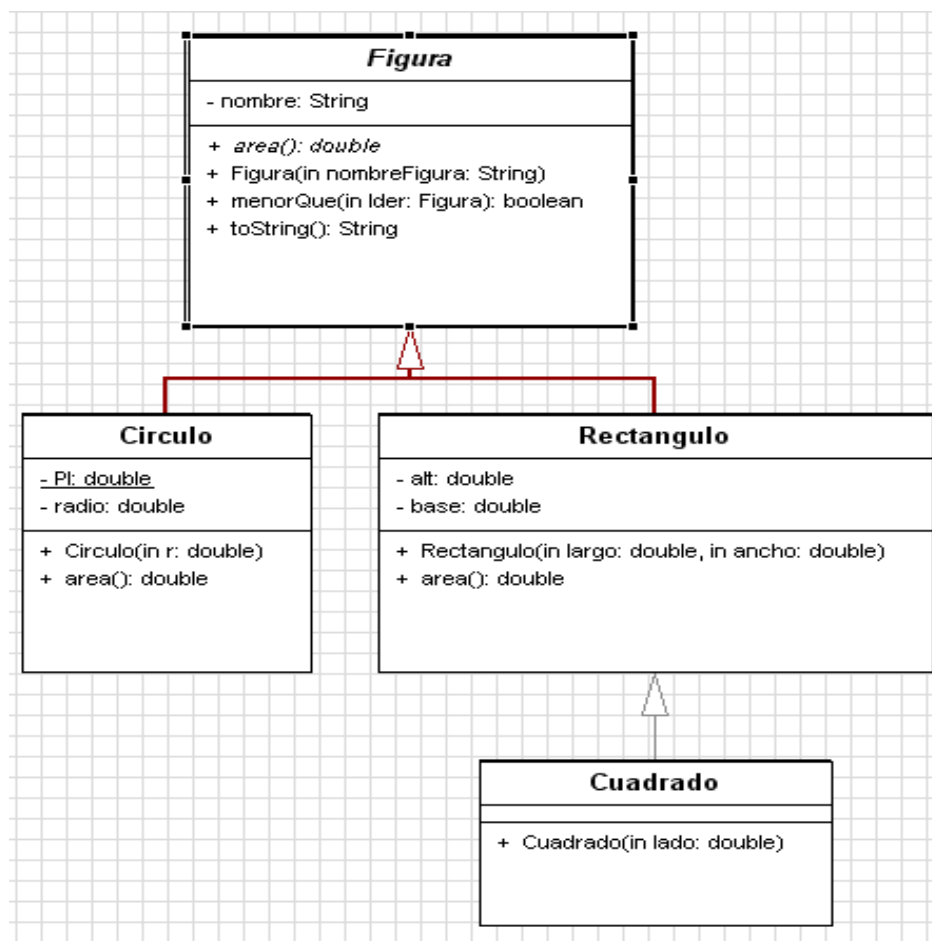 Figura
- nombre: String
+ area(): double
+ Figura(in nombreFigura: String)
+ menorQue(in lder: Figura): boolean
+ toString(): String
Circulo
- PI: double
- radio: double
+ Circulo(in r: double)
+ area(): double
Rectangulo
- alt: double
- base: double
+ Rectangulo(in largo: double, in ancho: double)
+ area(): double
Cuadrado
+ Cuadrado(in lado: double)